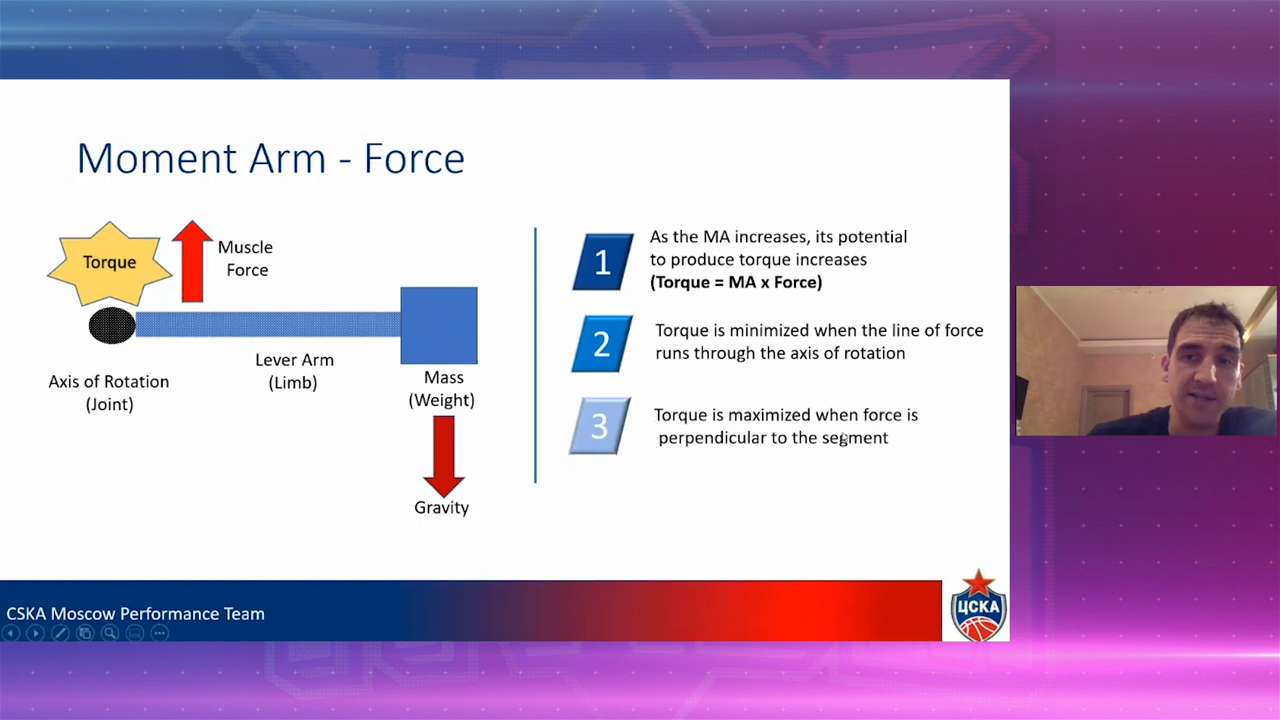 Moment Arm - Force
Torque
Muscle
Force
Lever Arm
(Limb)
Axis of Rotation
(Joint)
Mass
(Weight)
Gravity
1
As the MA increases, its potential
to produce torque increases
(Torque = MA x Force)
2
Torque is minimized when the line of force
runs through the axis of rotation
3
Torque is maximized when force is
perpendicular to the segment
CSKA Moscow Performance Team
ЦСКА